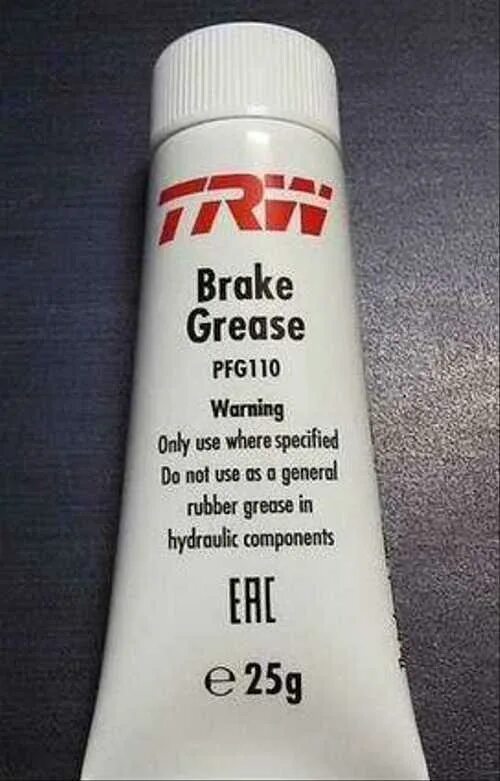 TRW
Brake
Grease
PFG110
Warning
Only use where specified
Do not use as a general
rubber grease in
hydraulic components
EAC
℮ 25g